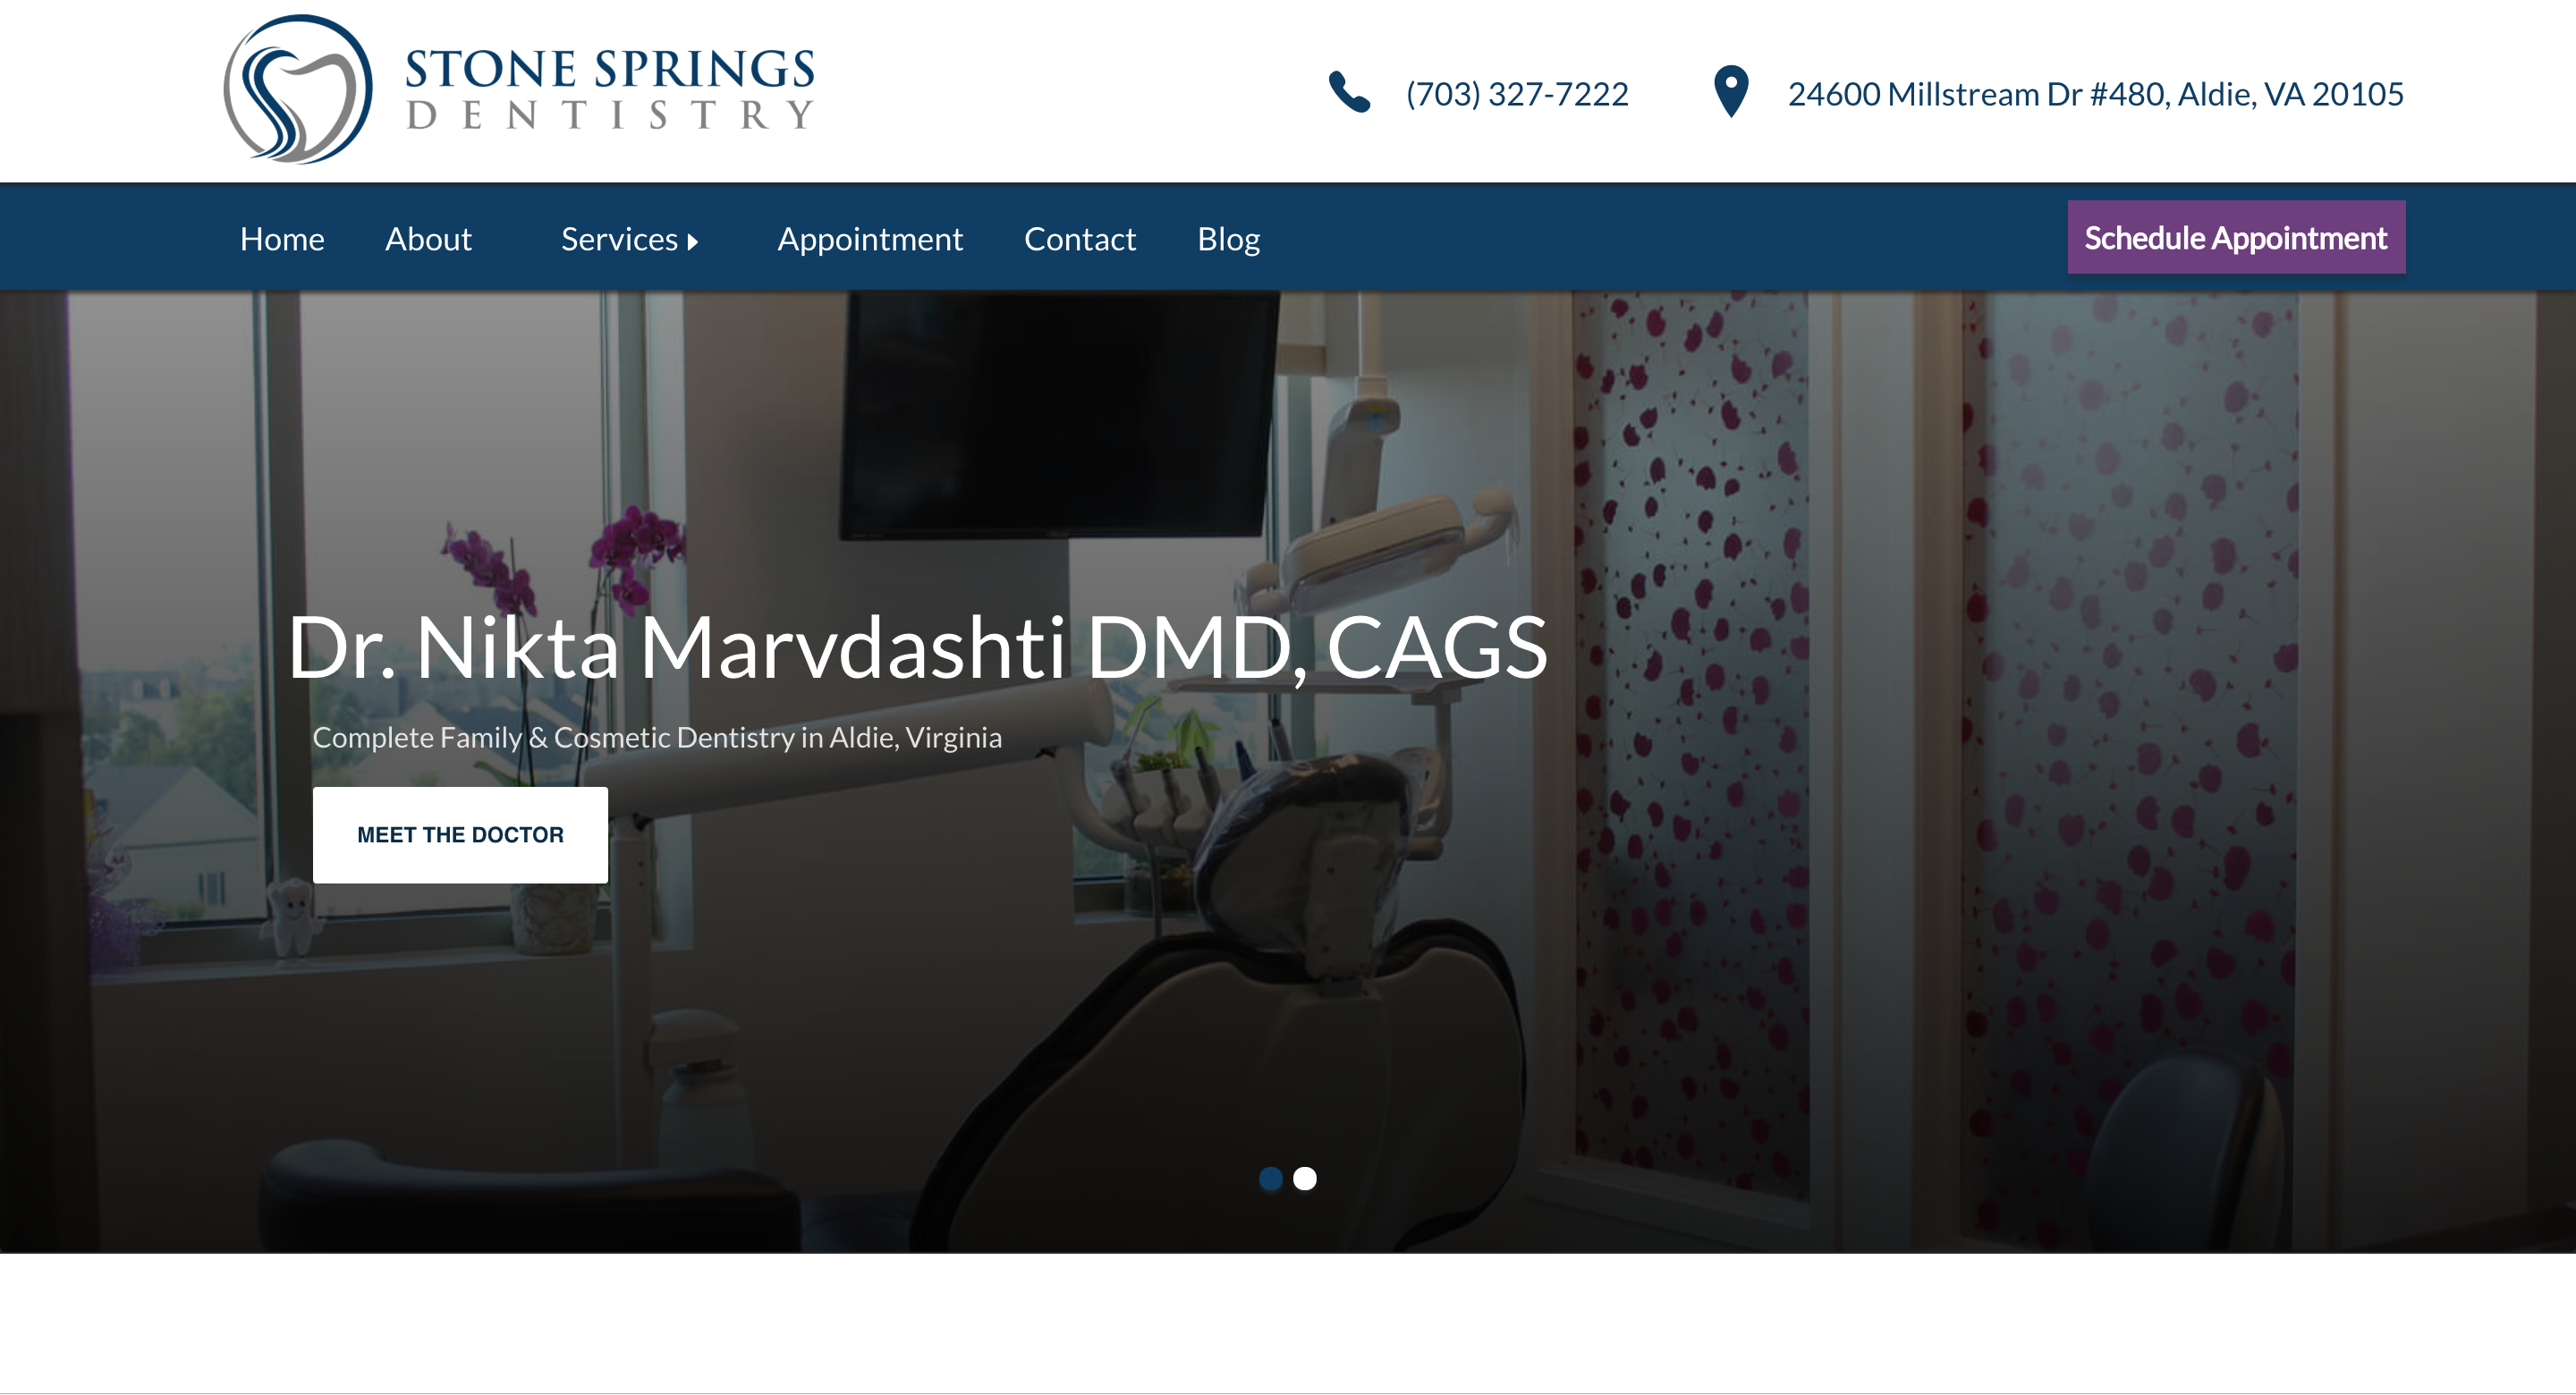 STONE SPRINGS
DENTISTRY
(703) 327-7222
24600 Millstream Dr #480, Aldie, VA 20105
Home
About
Services
Appointment
Contact
Blog
Schedule Appointment
Dr. Nikta Marvdashti DMD, CAGS
Complete Family & Cosmetic Dentistry in Aldie, Virginia
MEET THE DOCTOR